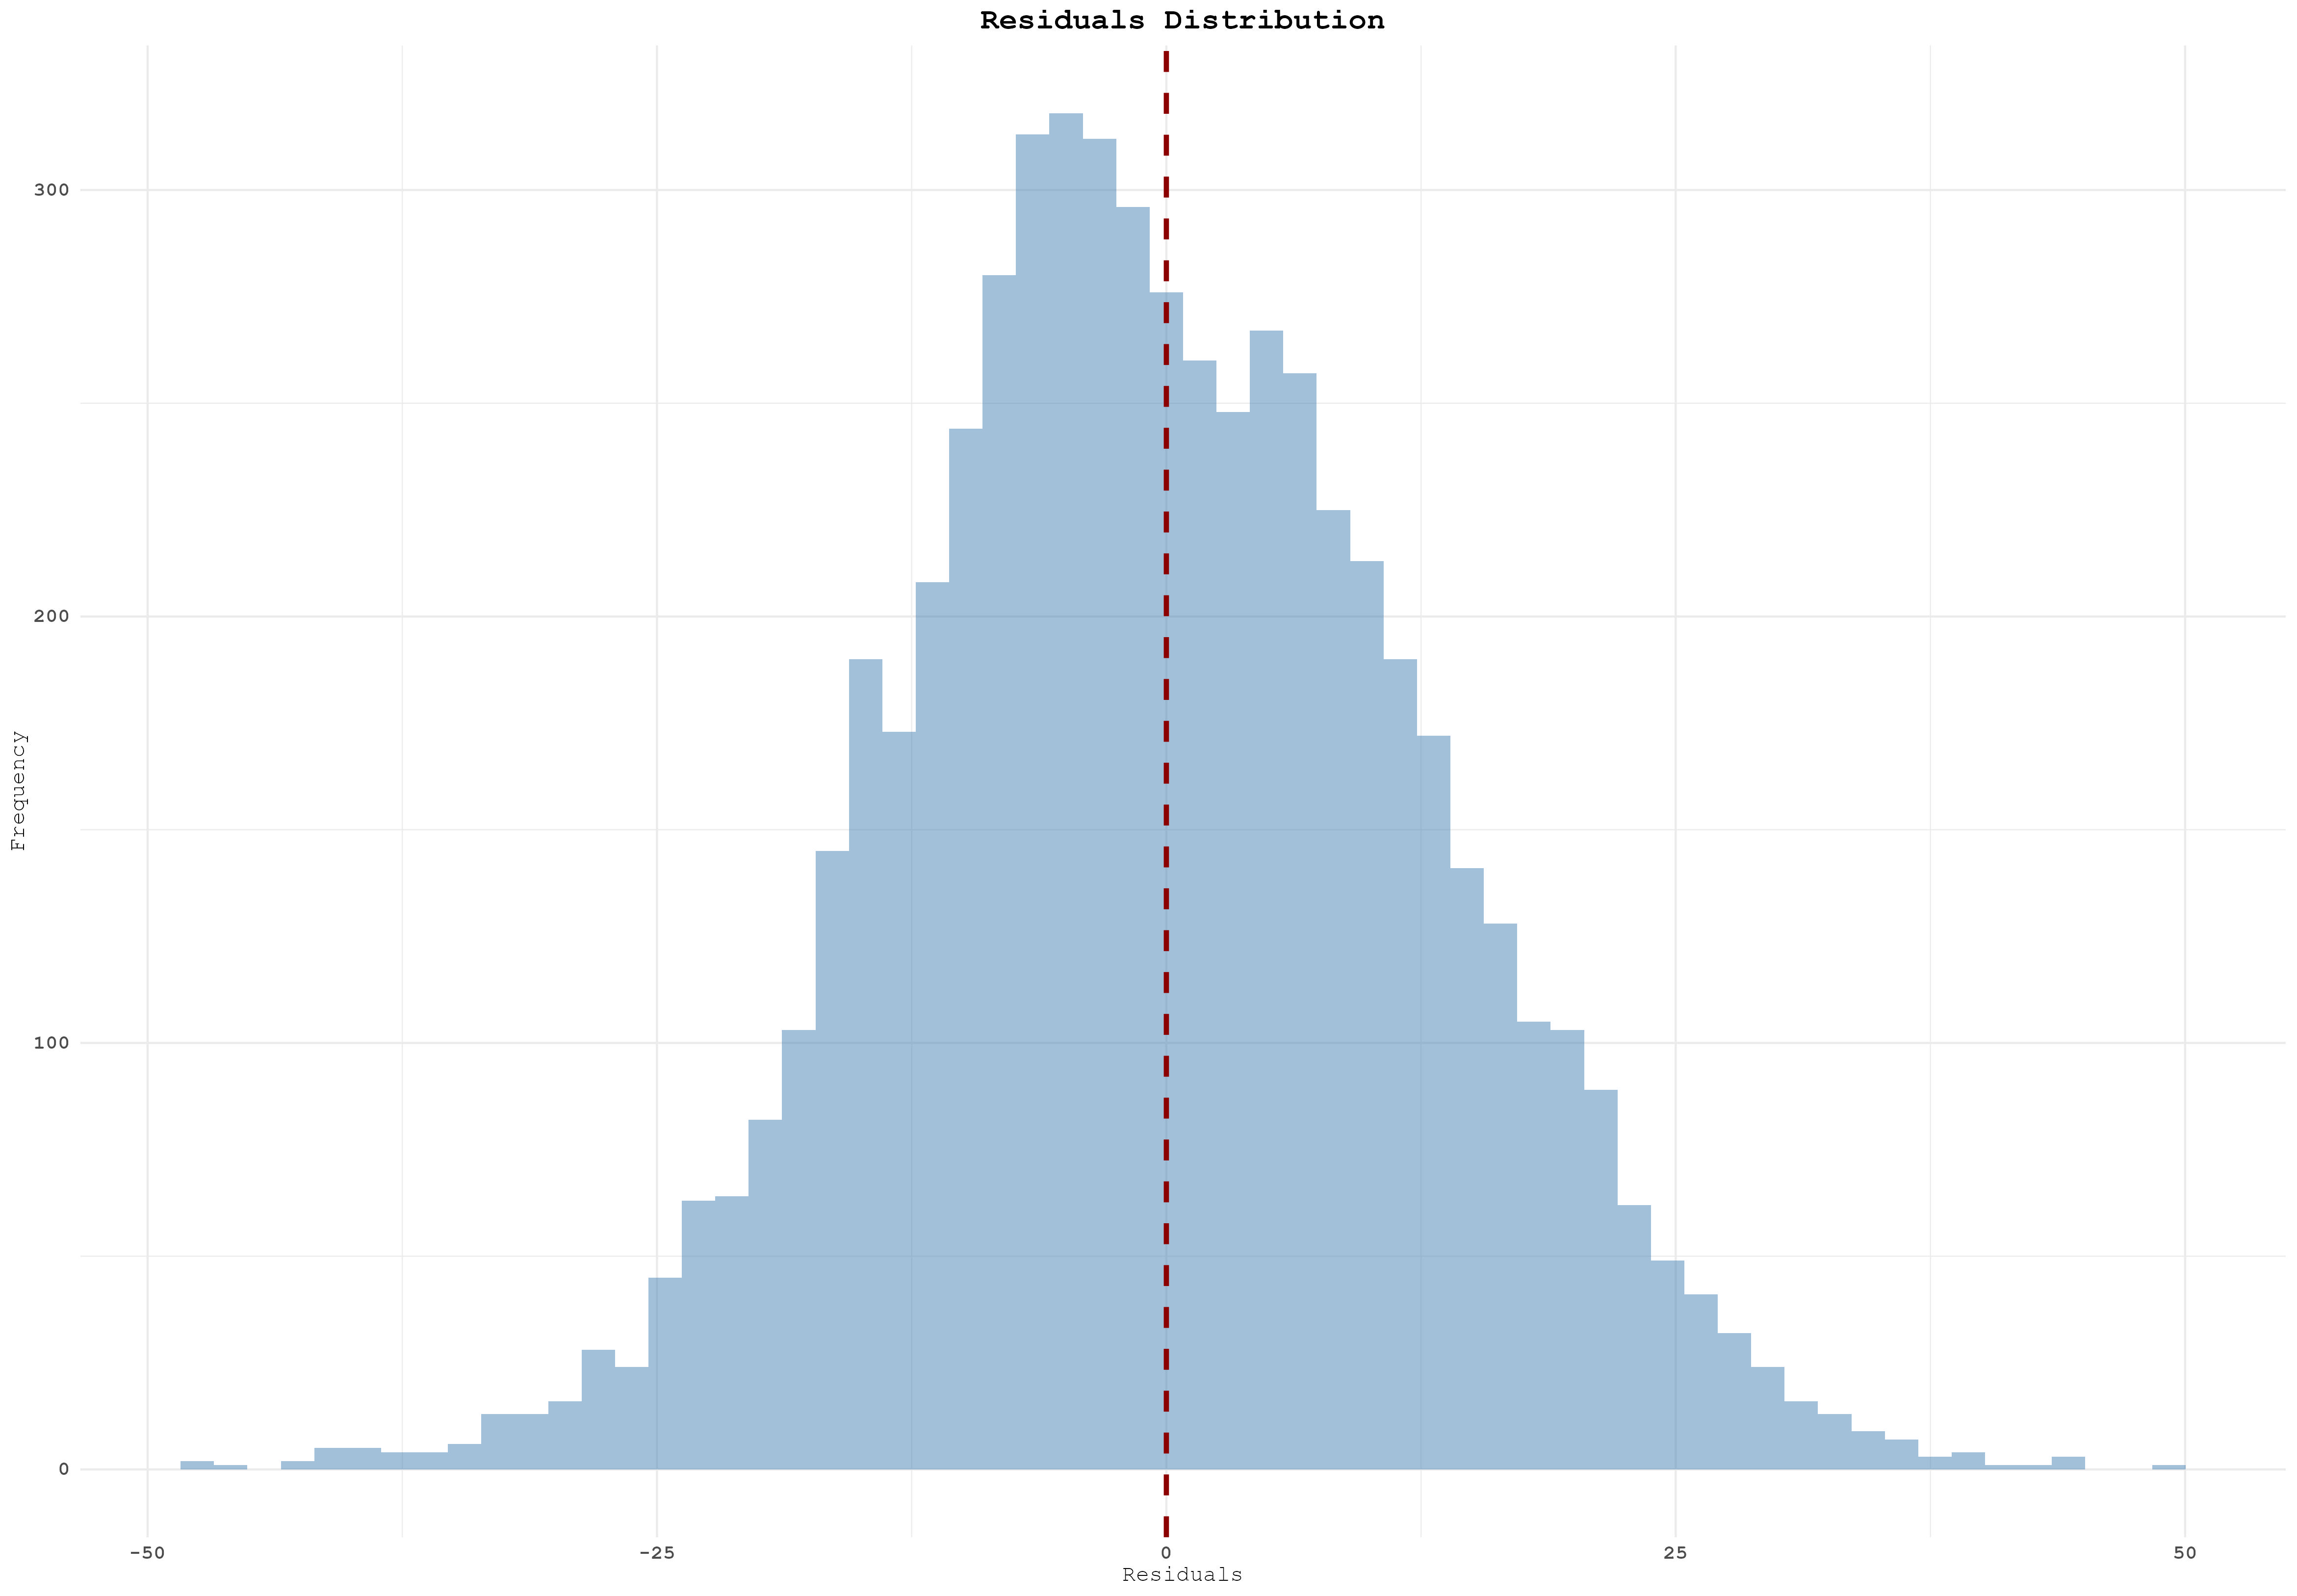 Residuals Distribution
300
200
100
0
Frequency
-50 -25 0 25 50
Residuals